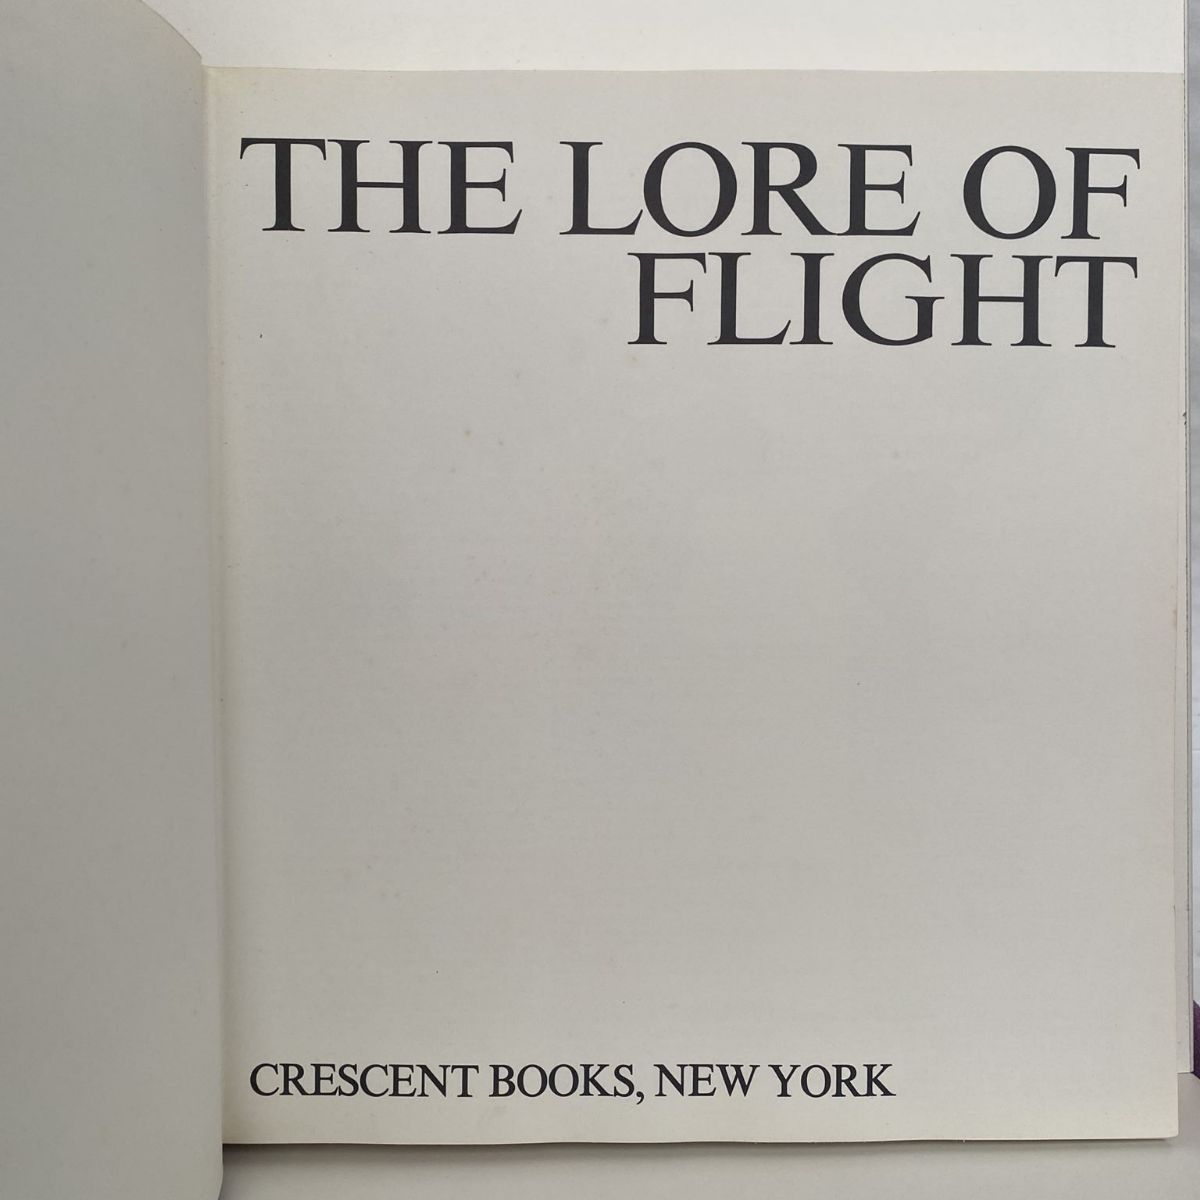 THE LORE OF
FLIGHT
CRESCENT BOOKS, NEW YORK